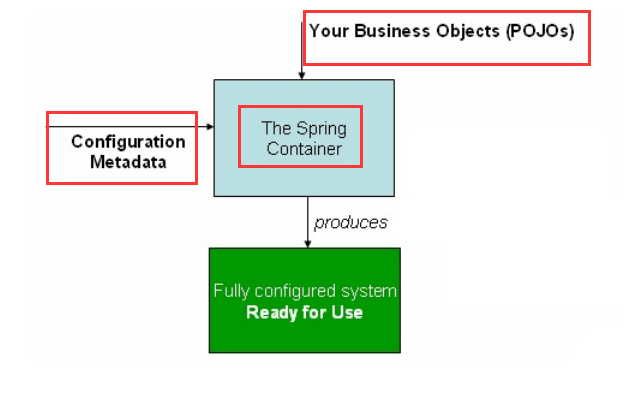 Your Business Objects (POJOs)
The Spring
Container
Configuration
Metadata
produces
Fully configured system
Ready for Use